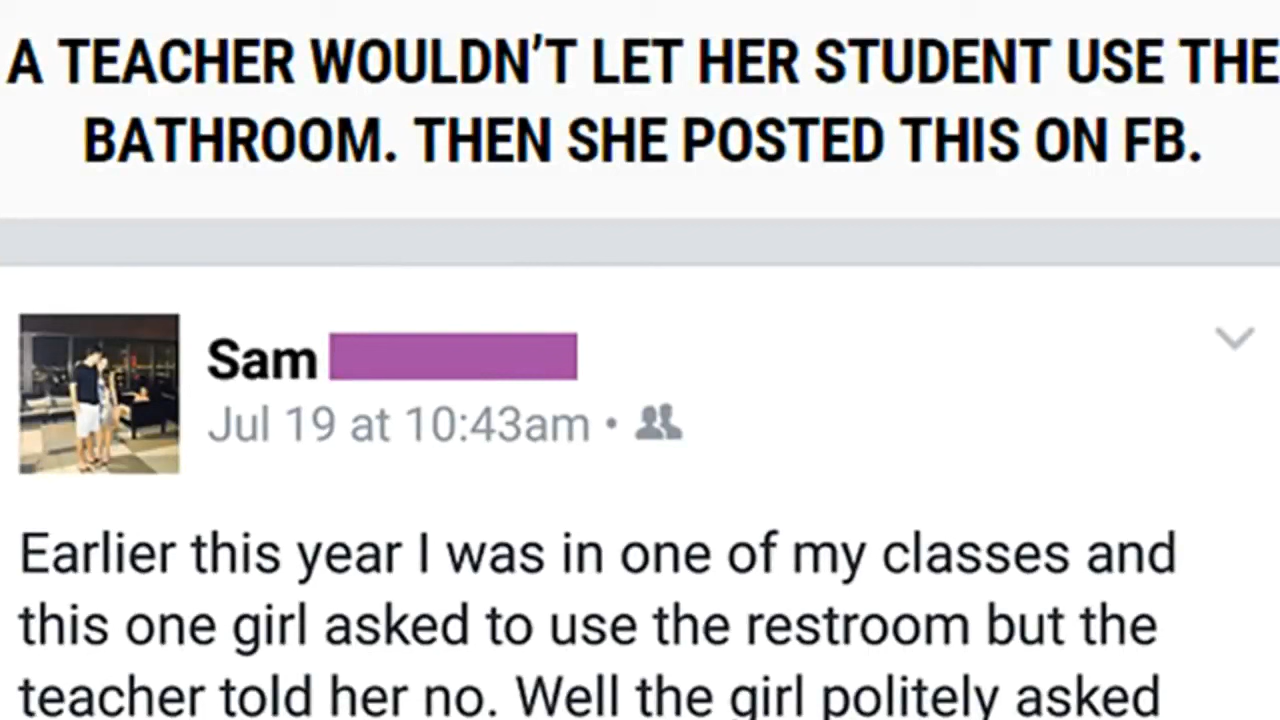 A TEACHER WOULDN'T LET HER STUDENT USE THE
BATHROOM. THEN SHE POSTED THIS ON FB.
Sam
Jul 19 at 10:43am •
Earlier this year I was in one of my classes and
this one girl asked to use the restroom but the
teacher told her no. Well the girl politely asked